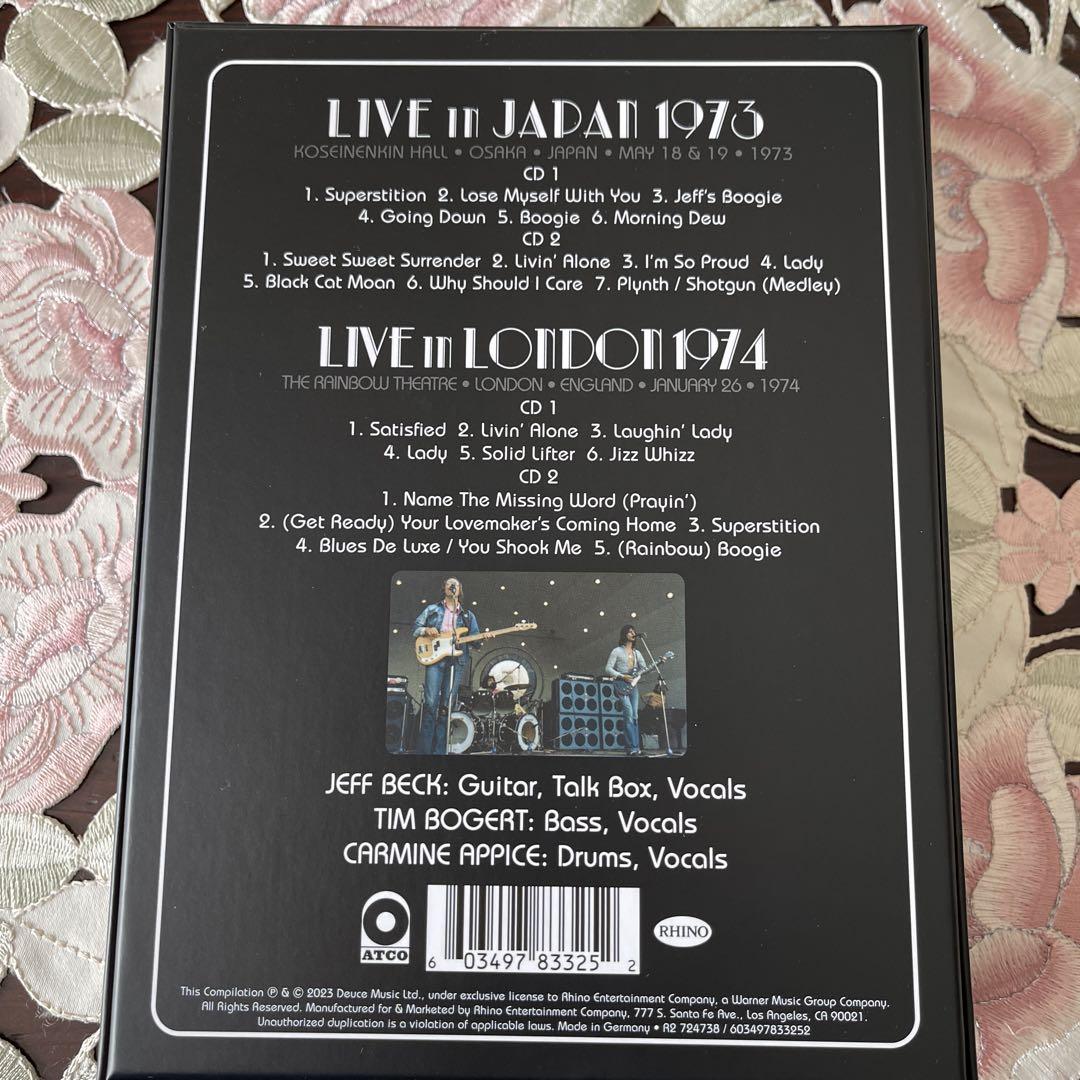 LIVE in JAPAN 1973
KOSEINENKIN HALL • OSAKA • JAPAN • MAY 18 & 19 • 1973
CD 1
1. Superstition 2. Lose Myself With You 3. Jeff's Boogie
4. Going Down 5. Boogie 6. Morning Dew
CD 2
1. Sweet Sweet Surrender 2. Livin' Alone 3. I'm So Proud 4. Lady
5. Black Cat Moan 6. Why Should I Care 7. Plynth / Shotgun (Medley)
LIVE in LONDON 1974
THE RAINBOW THEATRE • LONDON • ENGLAND • JANUARY 26 • 1974
CD 1
1. Satisfied 2. Livin' Alone 3. Laughin' Lady
4. Lady 5. Solid Lifter 6. Jizz Whizz
CD 2
1. Name The Missing Word (Prayin')
2. (Get Ready) Your Lovemaker's Coming Home 3. Superstition
4. Blues De Luxe / You Shook Me 5. (Rainbow) Boogie
JEFF BECK: Guitar, Talk Box, Vocals
TIM BOGERT: Bass, Vocals
CARMINE APPICE: Drums, Vocals
ATCO
6 03497 83325 2
RHINO
This Compilation ℗ & © 2023 Deuce Music Ltd., under exclusive license to Rhino Entertainment Company, a Warner Music Group Company.
All Rights Reserved. Manufactured for & Marketed by Rhino Entertainment Company, 777 S. Santa Fe Ave., Los Angeles, CA 90021.
Unauthorized duplication is a violation of applicable laws. Made in Germany • R2 724738 / 603497833252